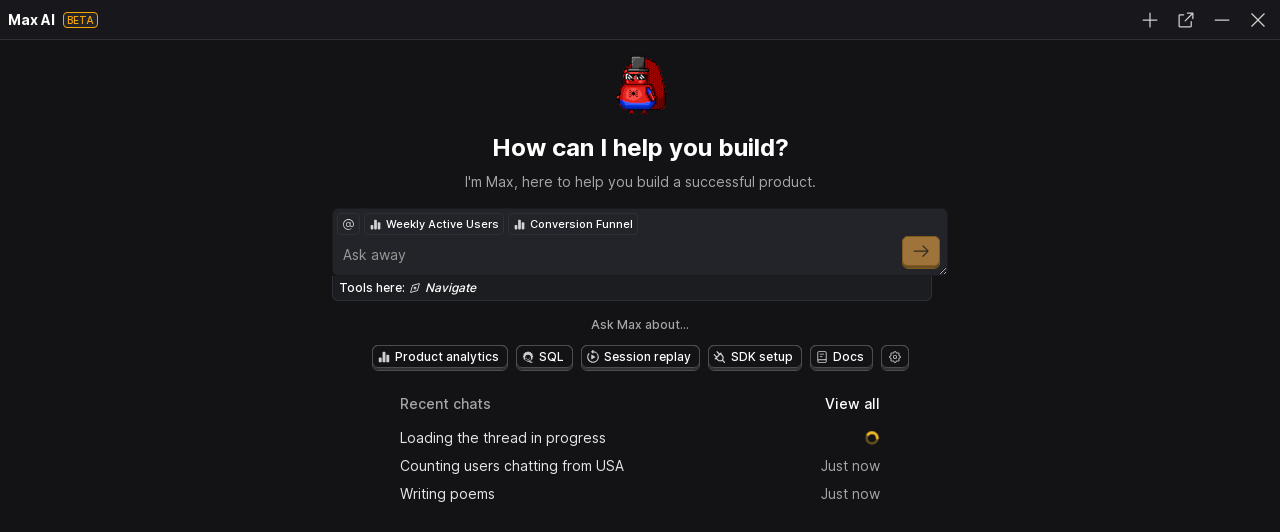 Max AI BETA
How can I help you build?
I'm Max, here to help you build a successful product.
@ Weekly Active Users Conversion Funnel
Ask away
Tools here: Navigate
Ask Max about...
Product analytics SQL Session replay SDK setup Docs
Recent chats View all
Loading the thread in progress
Counting users chatting from USA Just now
Writing poems Just now